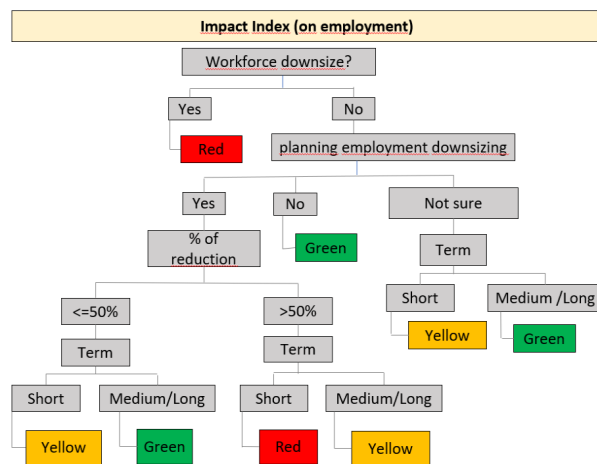 Impact Index (on employment)
Workforce downsize?
Yes
No
Red
planning employment downsizing
Yes
No
Not sure
% of
reduction
Green
Term
<=50%
>50%
Short
Medium /Long
Yellow
Green
Term
Term
Short
Medium/Long
Short
Medium/Long
Yellow
Green
Red
Yellow